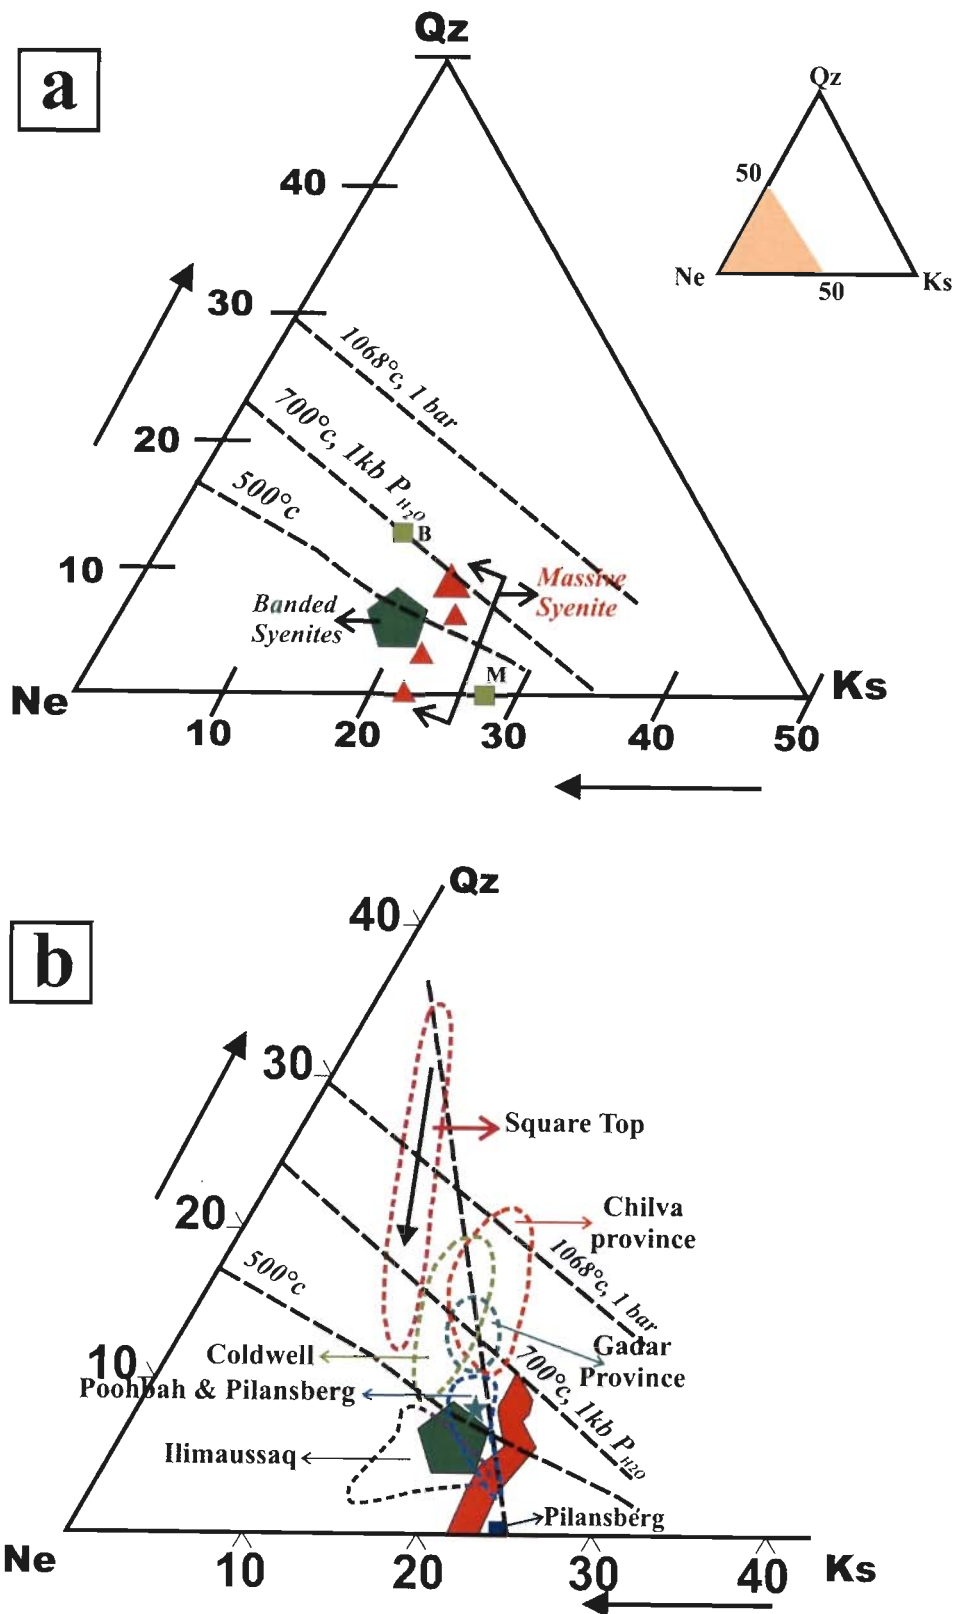 a
Qz
Qz
50
Ne
50
Ks
40
30
1068°c, 1 bar
700°c, 1kb P H2O
20
500°c
B
10
Massive
Syenite
Banded
Syenites
M
Ne
Ks
10
20
30
40
50
b
Qz
40
30
Square Top
20
Chilva
province
500°c
1068°c, 1 bar
Gadar
Province
Coldwell
10
700°c, 1kb P H2O
Poohbah & Pilansberg
Ilimaussaq
Pilansberg
Ne
10
20
30
40
Ks